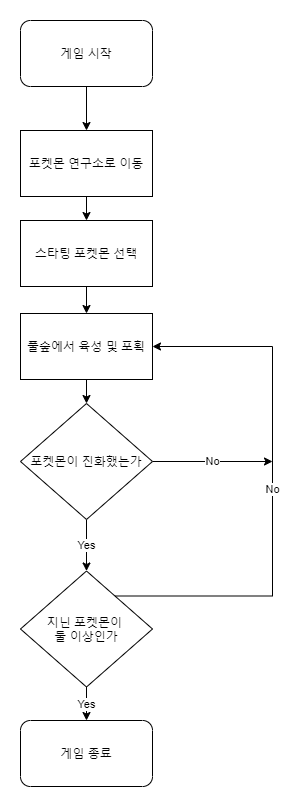 게임 시작
포켓몬 연구소로 이동
스타팅 포켓몬 선택
풀숲에서 육성 및 포획
포켓몬이 진화했는가
No
No
Yes
지닌 포켓몬이
둘 이상인가
Yes
게임 종료